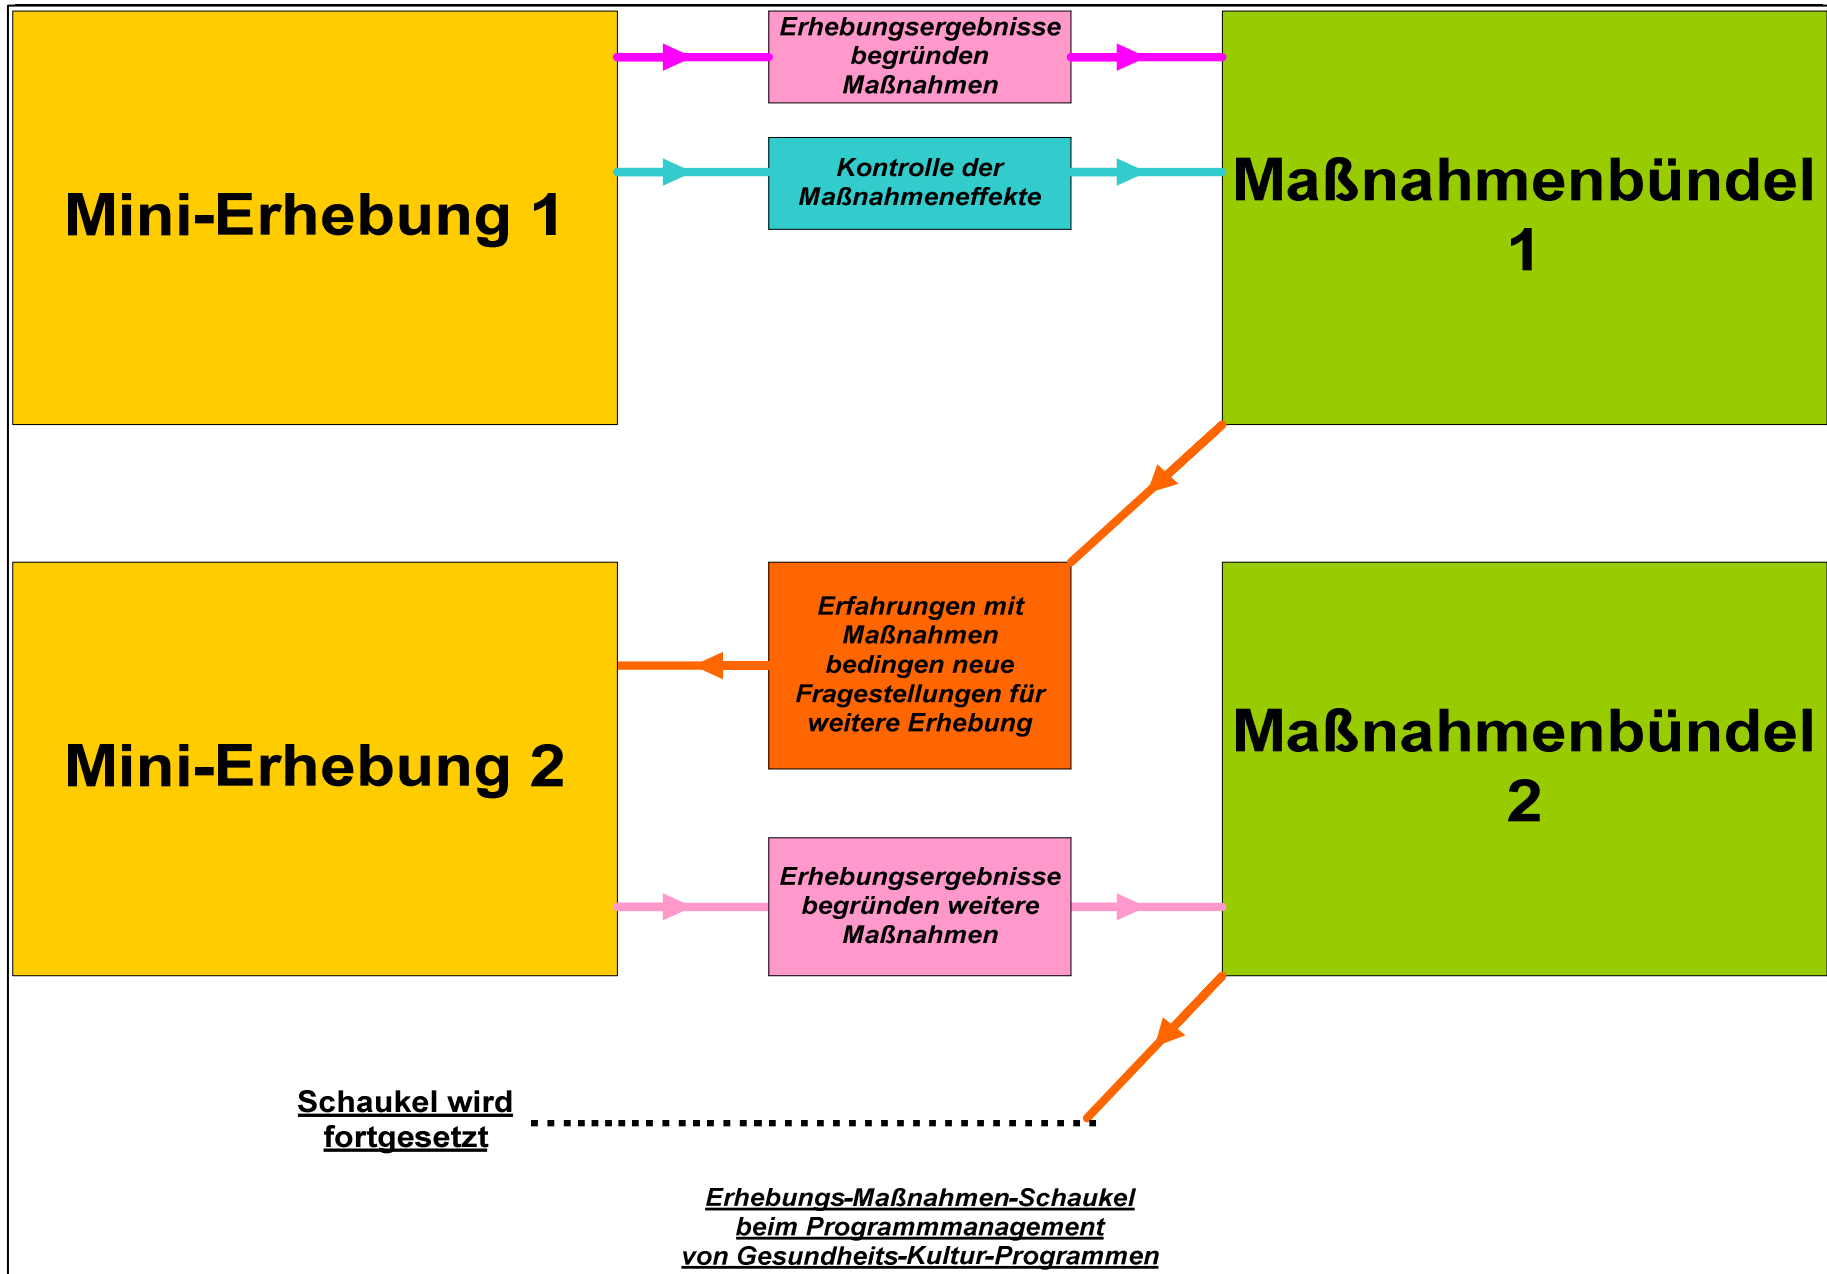 Erhebungsergebnisse
begründen
Maßnahmen
Kontrolle der
Maßnahmeneffekte
Mini-Erhebung 1
Maßnahmenbündel
1
Erfahrungen mit
Maßnahmen
bedingen neue
Fragestellungen für
weitere Erhebung
Mini-Erhebung 2
Maßnahmenbündel
2
Erhebungsergebnisse
begründen weitere
Maßnahmen
Schaukel wird
fortgesetzt
Erhebungs-Maßnahmen-Schaukel
beim Programmmanagement
von Gesundheits-Kultur-Programmen